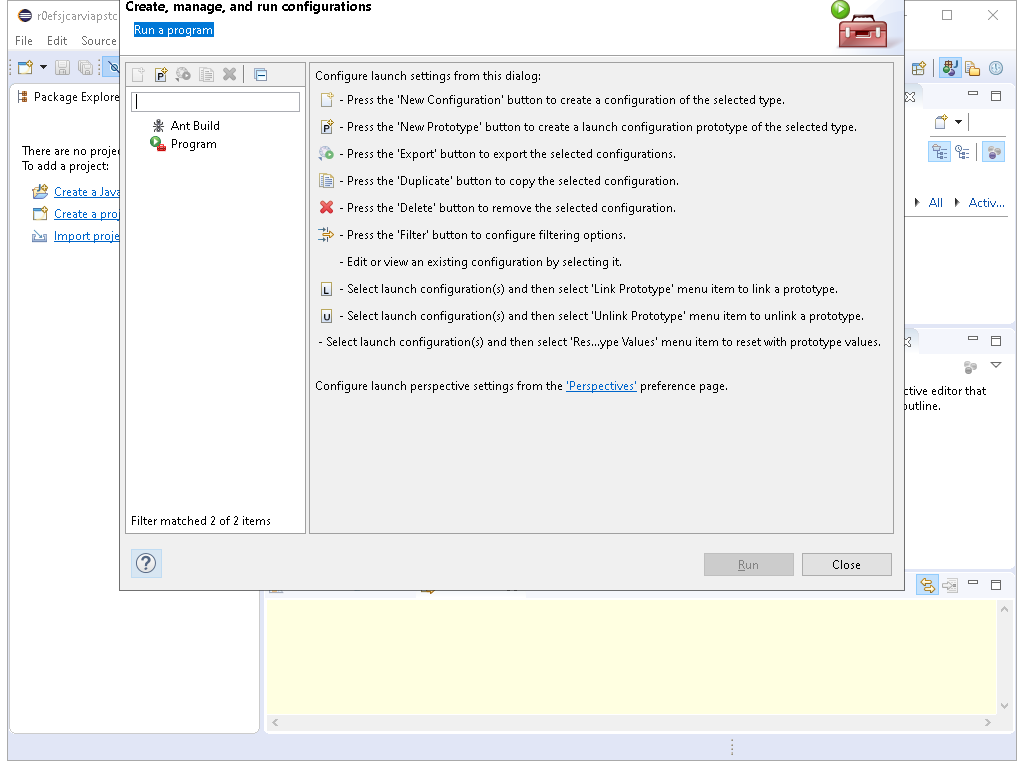 Create, manage, and run configurations
r0efsjcarviapstc
Run a program
File Edit Source
Package Explore
There are no proje
To add a project:
Create a Java
Create a proj
Import proje
Ant Build
Program
Filter matched 2 of 2 items
Configure launch settings from this dialog:
- Press the 'New Configuration' button to create a configuration of the selected type.
P - Press the 'New Prototype' button to create a launch configuration prototype of the selected type.
- Press the 'Export' button to export the selected configurations.
- Press the 'Duplicate' button to copy the selected configuration.
- Press the 'Delete' button to remove the selected configuration.
- Press the 'Filter' button to configure filtering options.
- Edit or view an existing configuration by selecting it.
L - Select launch configuration(s) and then select 'Link Prototype' menu item to link a prototype.
U - Select launch configuration(s) and then select 'Unlink Prototype' menu item to unlink a prototype.
- Select launch configuration(s) and then select 'Res...ype Values' menu item to reset with prototype values.
Configure launch perspective settings from the 'Perspectives' preference page.
Run Close
All Activ...
ctive editor that
outline.